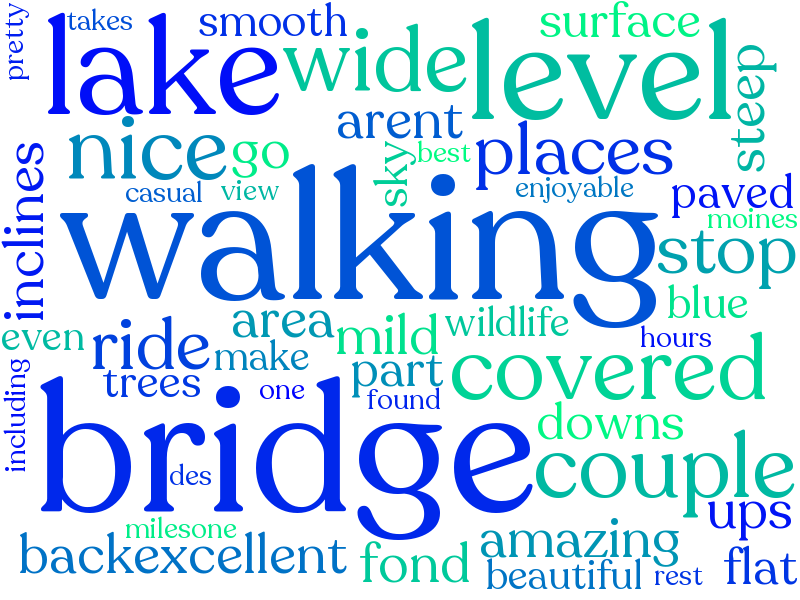 pretty
takes
lake
smooth
wide
level
surface
steep
nice
go
arent
sky
best
places
enjoyable
paved
moines
inclines
casual
view
walking
stop
blue
hours
even
ride
area
make
mild
wildlife
part
covered
trees
one
found
including
bridge
des
downs
couple
ups
milesone
backexcellent
fond
amazing
beautiful
rest
flat